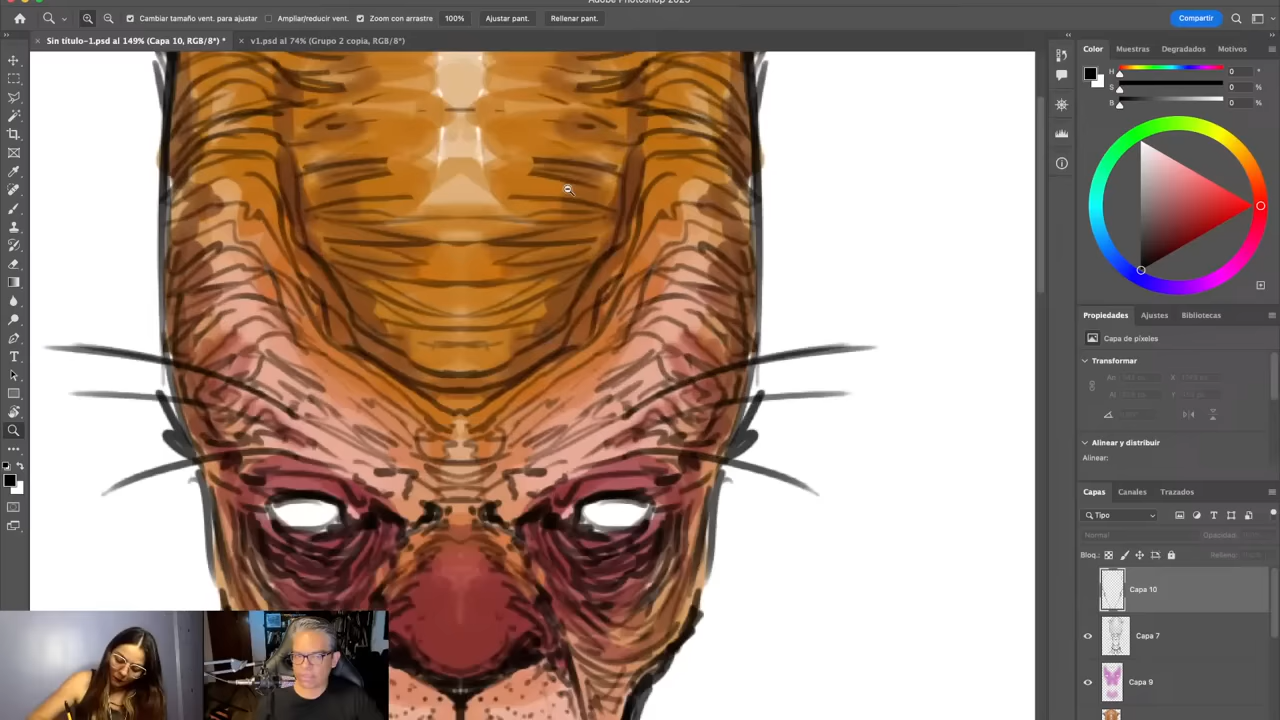 Adobe Photoshop 2023
Cambiar tamaño vent. para ajustar
Ampliar/reducir vent.
Zoom con arrastre
100%
Ajustar pant.
Rellenar pant.
Compartir
Sin título-1.psd al 149% (Capa 10, RGB/8*) *
v1.psd al 74% (Grupo 2 copia, RGB/8*)
Color
Muestras
Degradados
Motivos
H
0
°
S
0
%
B
0
%
Propiedades
Ajustes
Bibliotecas
Capa de píxeles
Transformar
An:
X
Al
Y
Alinear y distribuir
Alinear:
Capas
Canales
Trazados
Tipo
Normal
Opacidad:
Bloq.:
Relleno:
Capa 10
Capa 7
Capa 9